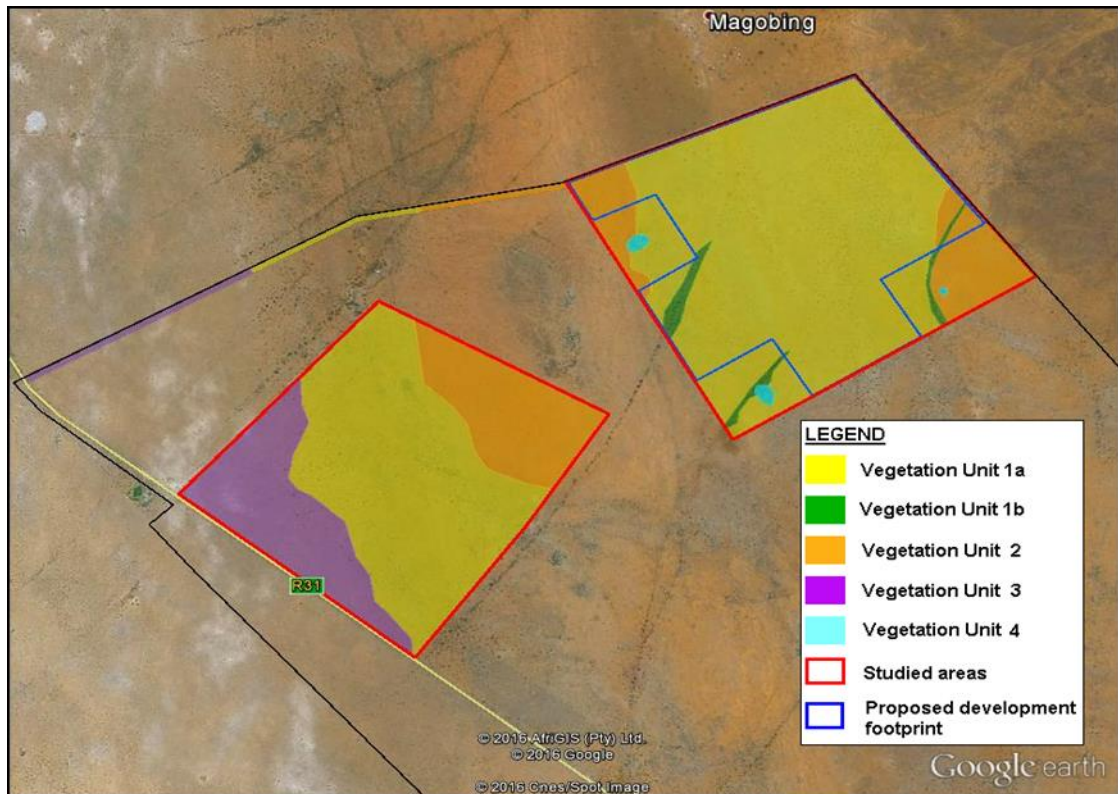 Magobing
R31
LEGEND
Vegetation Unit 1a
Vegetation Unit 1b
Vegetation Unit 2
Vegetation Unit 3
Vegetation Unit 4
Studied areas
Proposed development
footprint
© 2016 AfriGIS (Pty) Ltd.
© 2016 Google
© 2016 Cnes/Spot Image
Google earth